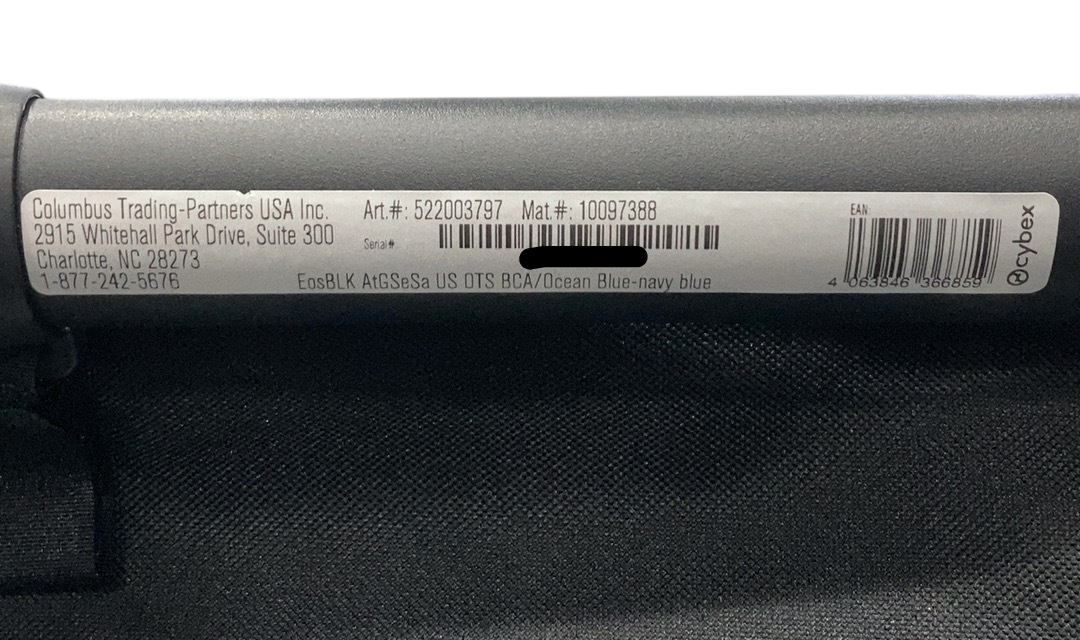 Columbus Trading-Partners USA Inc.
2915 Whitehall Park Drive, Suite 300
Charlotte, NC 28273
1-877-242-5676
Art.#: 522003797 Mat.#: 10097388
Serial#
EosBLK AtGSeSa US OTS BCA/Ocean Blue-navy blue
EAN:
4 063846 366859
cybex